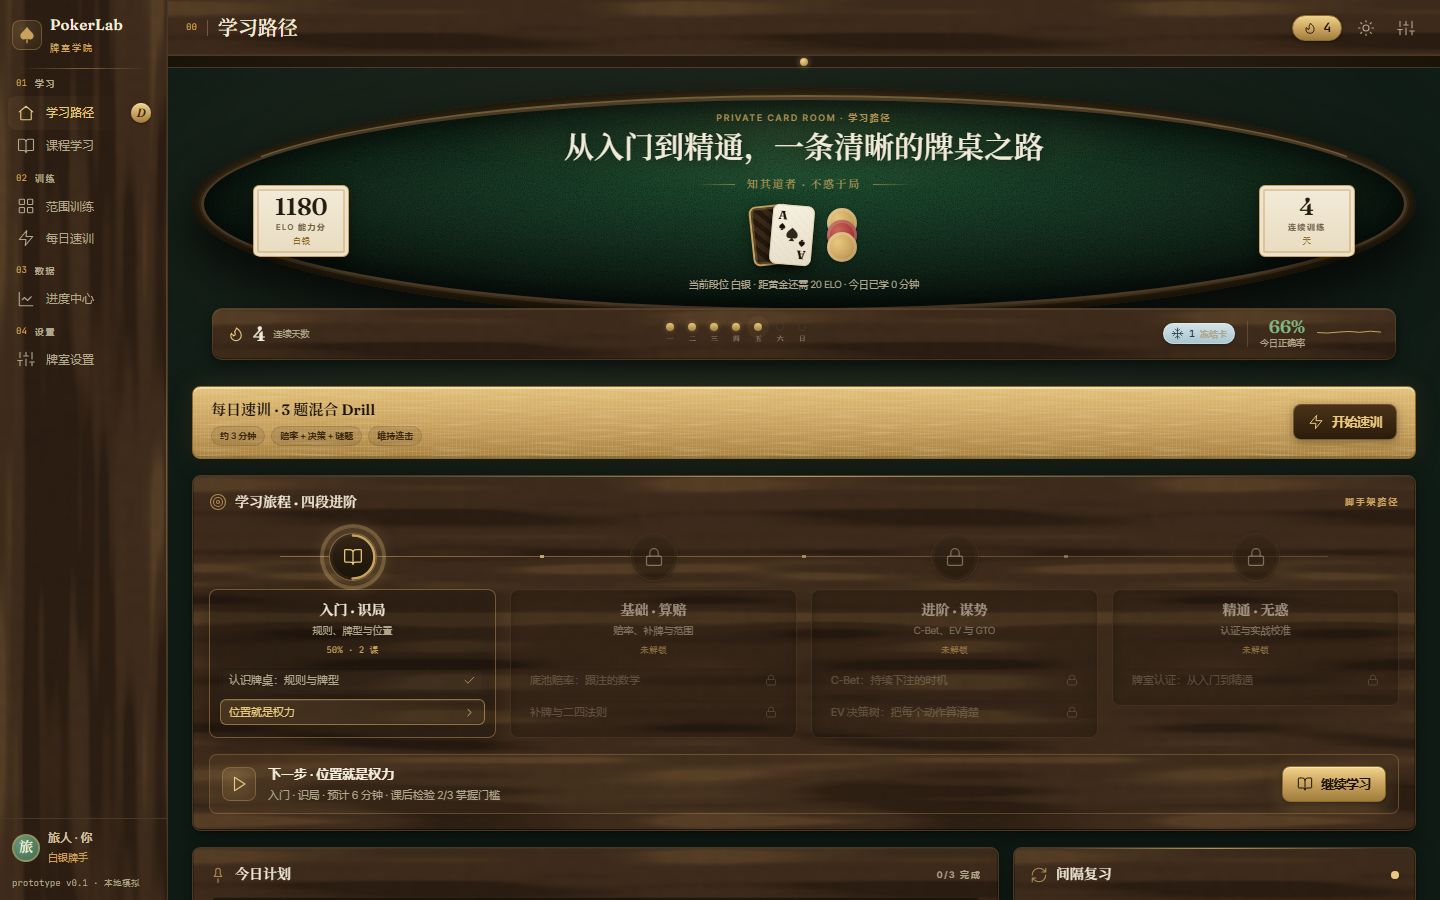 PokerLab
牌室学院
01 学习
学习路径
D
课程学习
02 训练
范围训练
每日速训
03 数据
进度中心
04 设置
牌室设置
旅
旅人 · 你
白银牌手
prototype v0.1 · 本地模拟
00
学习路径
4
PRIVATE CARD ROOM · 学习路径
从入门到精通，一条清晰的牌桌之路
知其道者 · 不惑于局
1180
ELO 能力分
白银
A
A
4
连续训练
天
当前段位 白银 · 距黄金还需 20 ELO · 今日已学 0 分钟
4 连续天数
一 二 三 四 五 六 日
1 冻结卡
66%
今日正确率
每日速训 · 3 题混合 Drill
约 3 分钟
赔率 + 决策 + 谜题
维持连击
开始速训
学习旅程 · 四段进阶
脚手架路径
入门 · 识局
规则、牌型与位置
50% · 2 课
认识牌桌：规则与牌型
位置就是权力
基础 · 算赔
赔率、补牌与范围
未解锁
底池赔率：跟注的数学
补牌与二四法则
进阶 · 谋势
C-Bet、EV 与 GTO
未解锁
C-Bet：持续下注的时机
EV 决策树：把每个动作算清楚
精通 · 无惑
认证与实战校准
未解锁
牌室认证：从入门到精通
下一步 · 位置就是权力
入门 · 识局 · 预计 6 分钟 · 课后检验 2/3 掌握门槛
继续学习
今日计划
0/3 完成
间隔复习